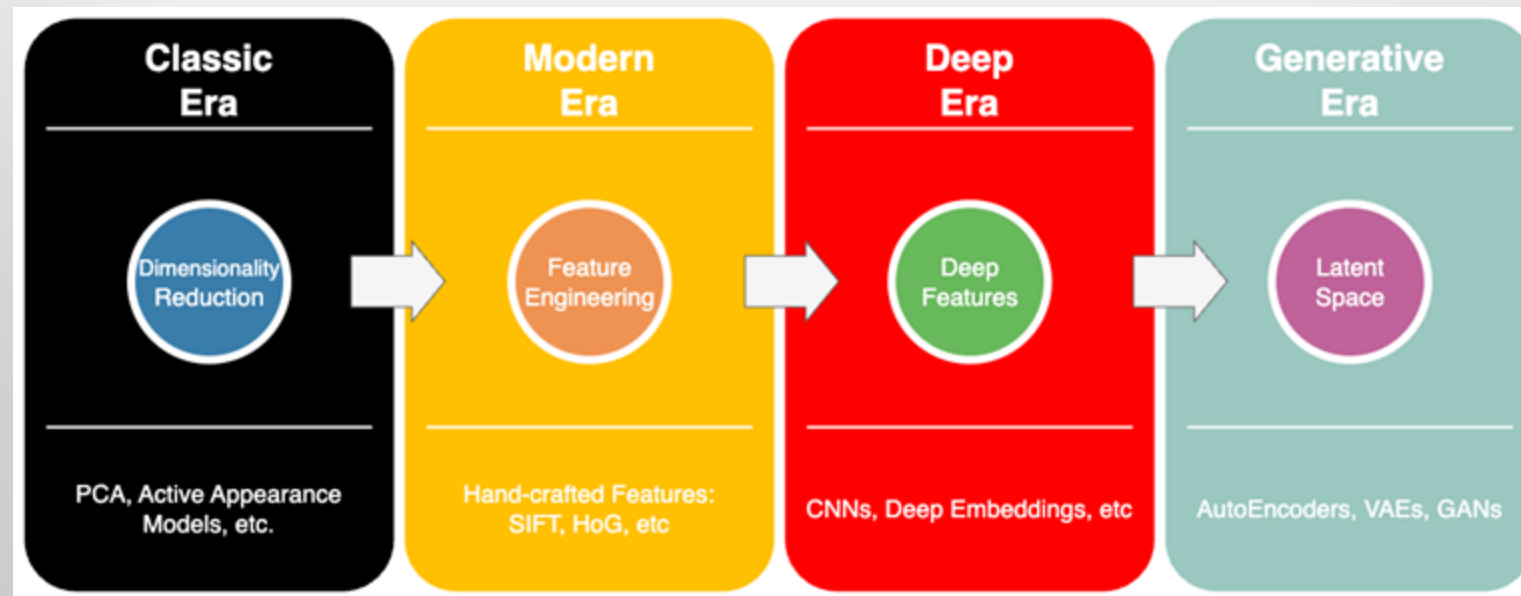 Classic
Era
Dimensionality
Reduction
PCA, Active Appearance
Models, etc.
Modern
Era
Feature
Engineering
Hand-crafted Features:
SIFT, HoG, etc
Deep
Era
Deep
Features
CNNs, Deep Embeddings, etc
Generative
Era
Latent
Space
AutoEncoders, VAEs, GANs